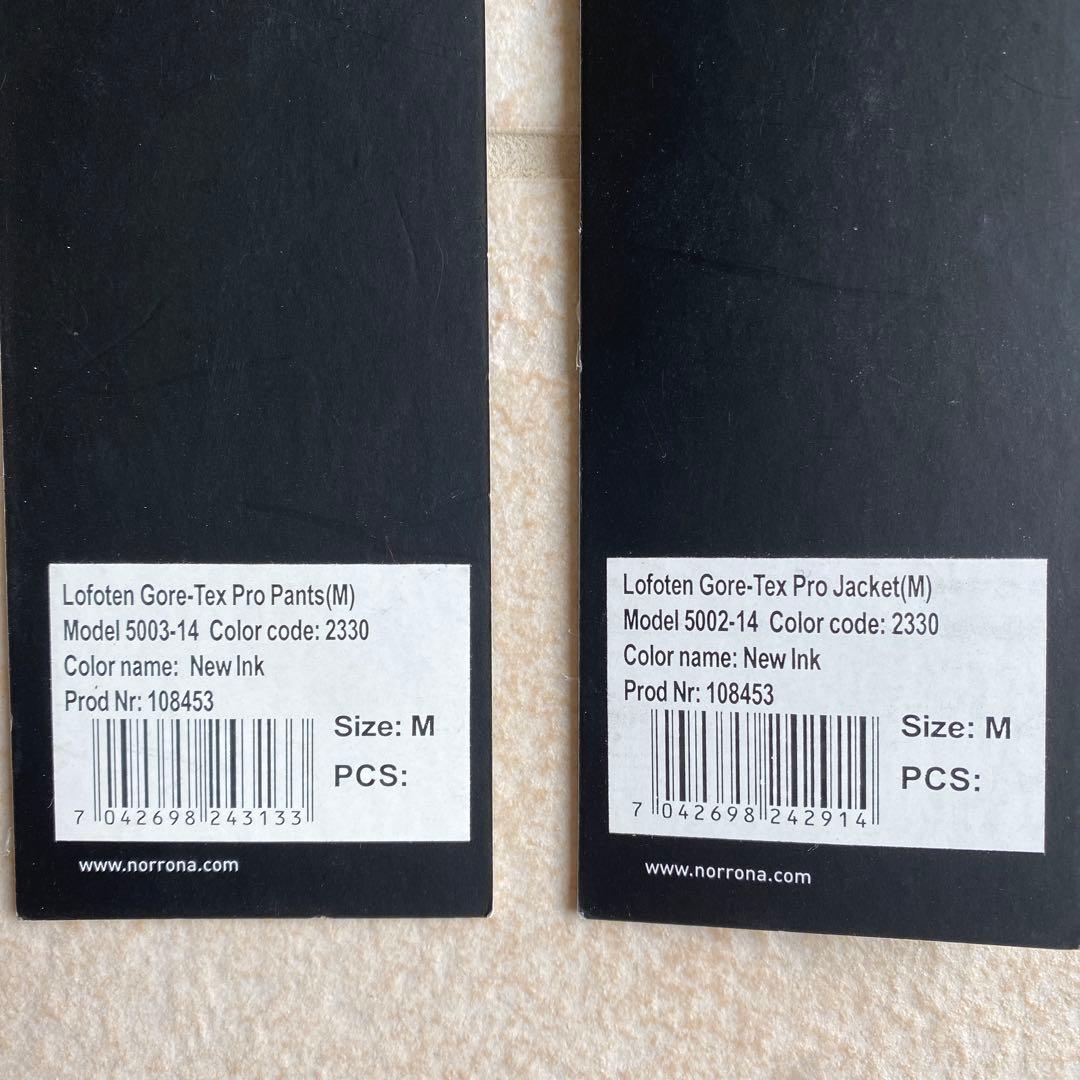 Lofoten Gore-Tex Pro Pants(M)
Model 5003-14 Color code: 2330
Color name: New Ink
Prod Nr: 108453
Size: M
PCS:
7 042698 243133
www.norrona.com
Lofoten Gore-Tex Pro Jacket(M)
Model 5002-14 Color code: 2330
Color name: New Ink
Prod Nr: 108453
Size: M
PCS:
7 042698 242914
www.norrona.com